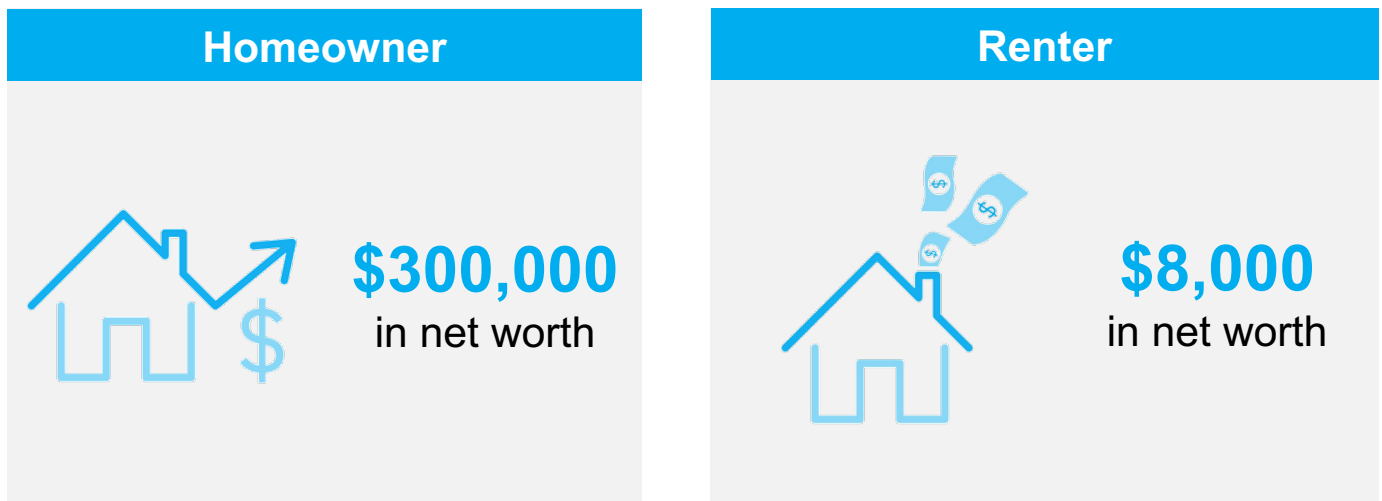 Homeowner
$300,000
in net worth
$
Renter
$
$
$
$8,000
in net worth